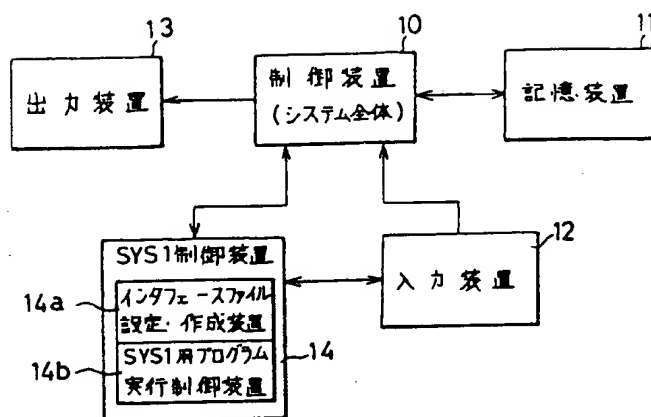 13
出力装置
10
制御装置
(システム全体)
11
記憶装置
SYS1制御装置
14a
インタフェースファイル
設定・作成装置
14b
SYS1用プログラム
実行制御装置
14
12
入力装置